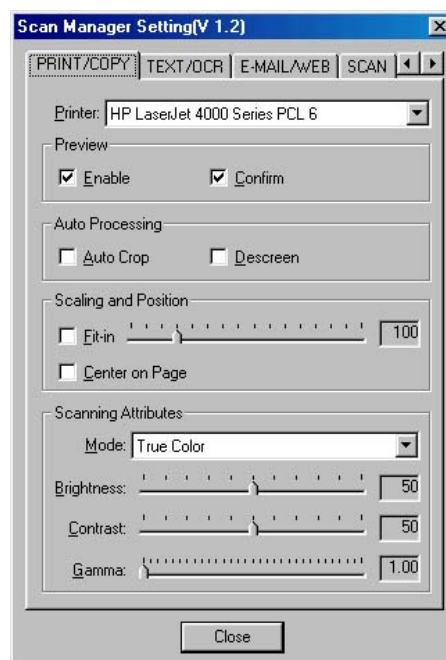 Scan Manager Setting(V 1.2)
PRINT/COPY TEXT/OCR E-MAIL/WEB SCAN
Printer: HP LaserJet 4000 Series PCL 6
Preview
Enable Confirm
Auto Processing
Auto Crop Descreen
Scaling and Position
Fit-in 100
Center on Page
Scanning Attributes
Mode: True Color
Brightness: 50
Contrast: 50
Gamma: 1.00
Close